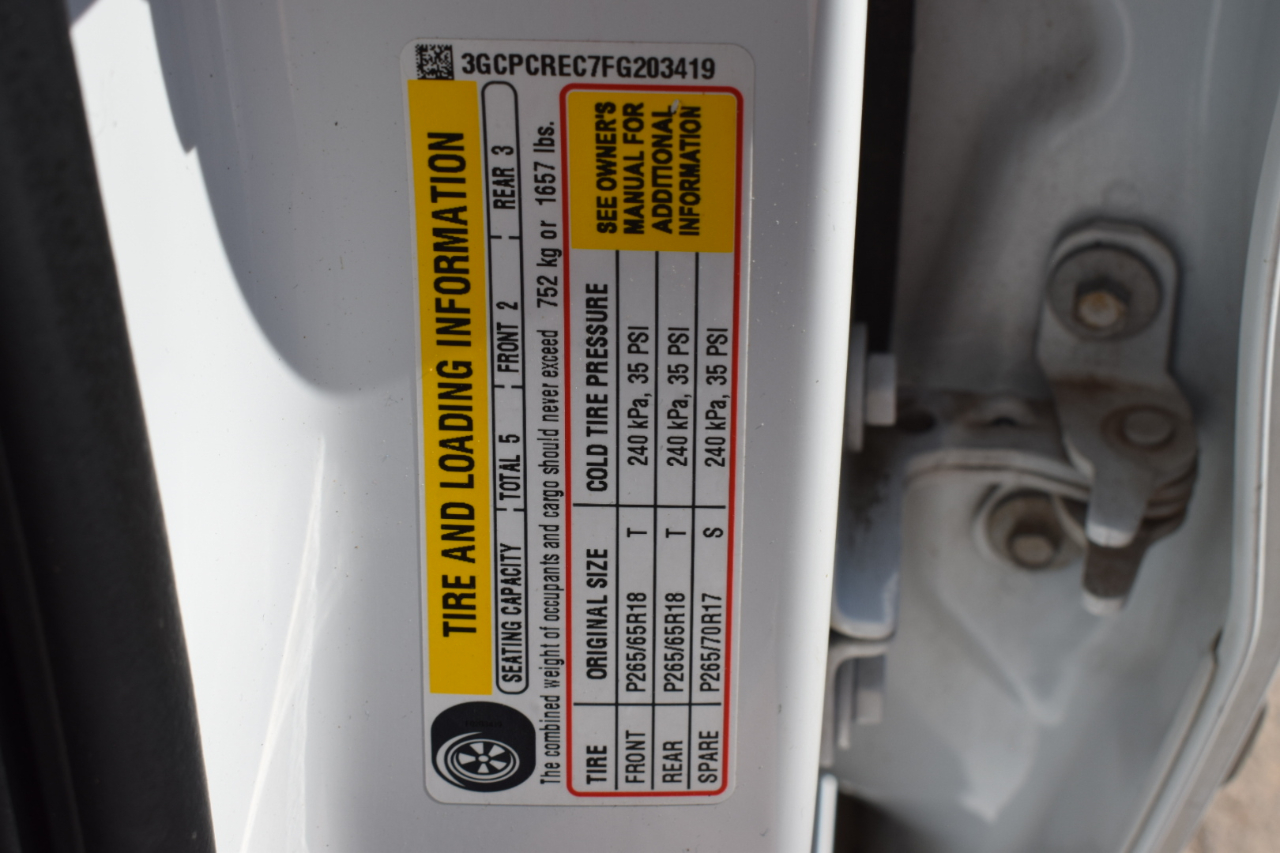 3GCPCREC7FG203419
TIRE AND LOADING INFORMATION
SEATING CAPACITY TOTAL 5 FRONT 2 REAR 3
The combined weight of occupants and cargo should never exceed 752 kg or 1657 lbs.
TIRE ORIGINAL SIZE COLD TIRE PRESSURE
FRONT P265/65R18 T 240 kPa, 35 PSI
REAR P265/65R18 T 240 kPa, 35 PSI
SPARE P265/70R17 S 240 kPa, 35 PSI
SEE OWNER'S
MANUAL FOR
ADDITIONAL
INFORMATION